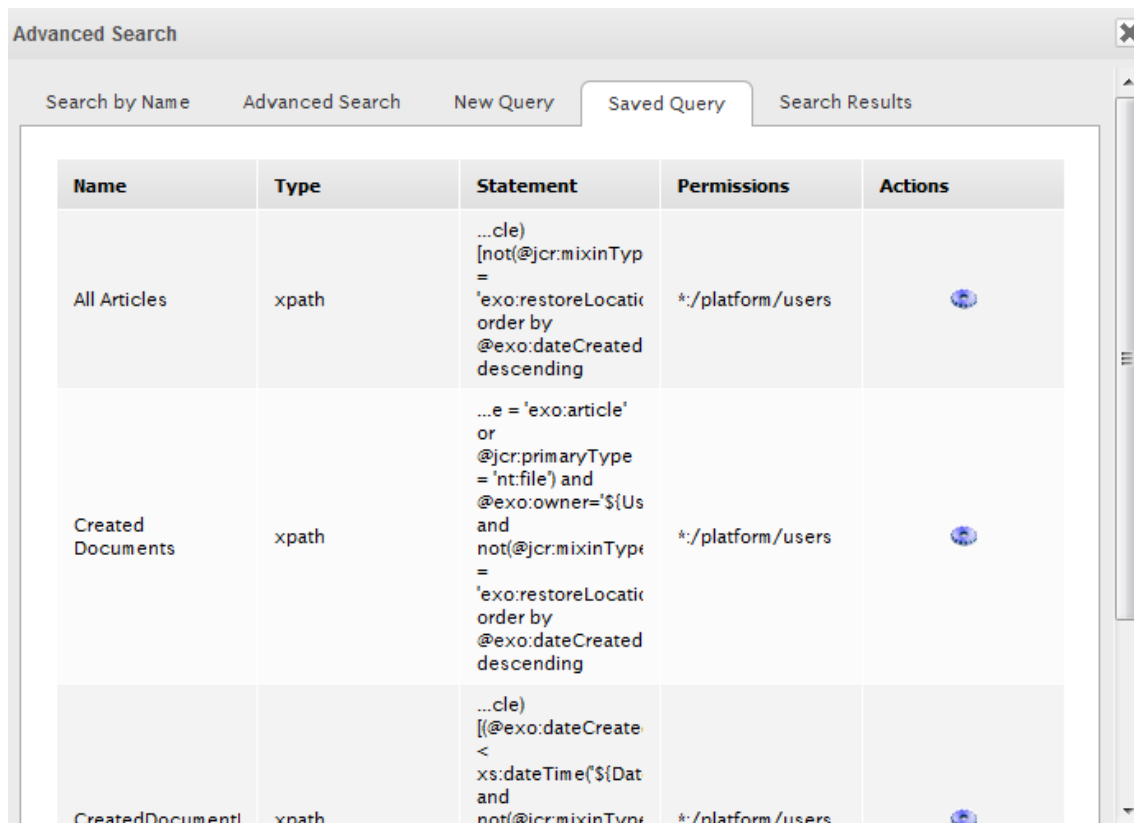 Advanced Search
Search by Name Advanced Search New Query Saved Query Search Results
Name Type Statement Permissions Actions
All Articles xpath
...cle)
[not(@jcr:mixinTyp
=
'exo:restoreLocatio
order by
@exo:dateCreated
descending
*:/platform/users
Created
Documents
xpath
...e = 'exo:article'
or
@jcr:primaryType
= 'nt:file') and
@exo:owner='${Us
and
not(@jcr:mixinType
=
'exo:restoreLocatio
order by
@exo:dateCreated
descending
*:/platform/users
CreatedDocument
xpath
...cle)
[(@exo:dateCreate
<
xs:dateTime('${Dat
and
not(@jcr:mixinType
*:/platform/users